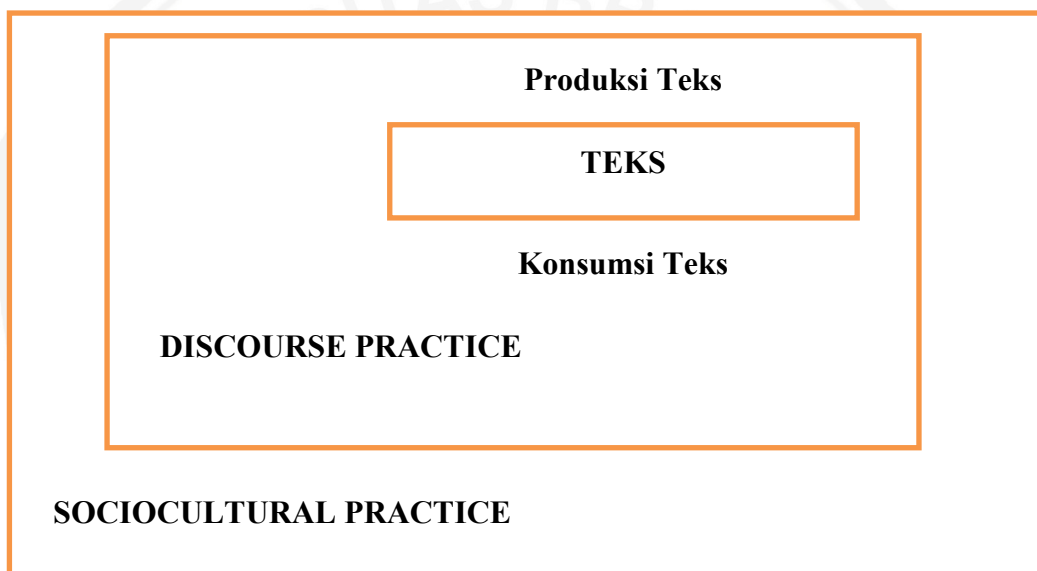 Produksi Teks
TEKS
Konsumsi Teks
DISCOURSE PRACTICE
SOCIOCULTURAL PRACTICE